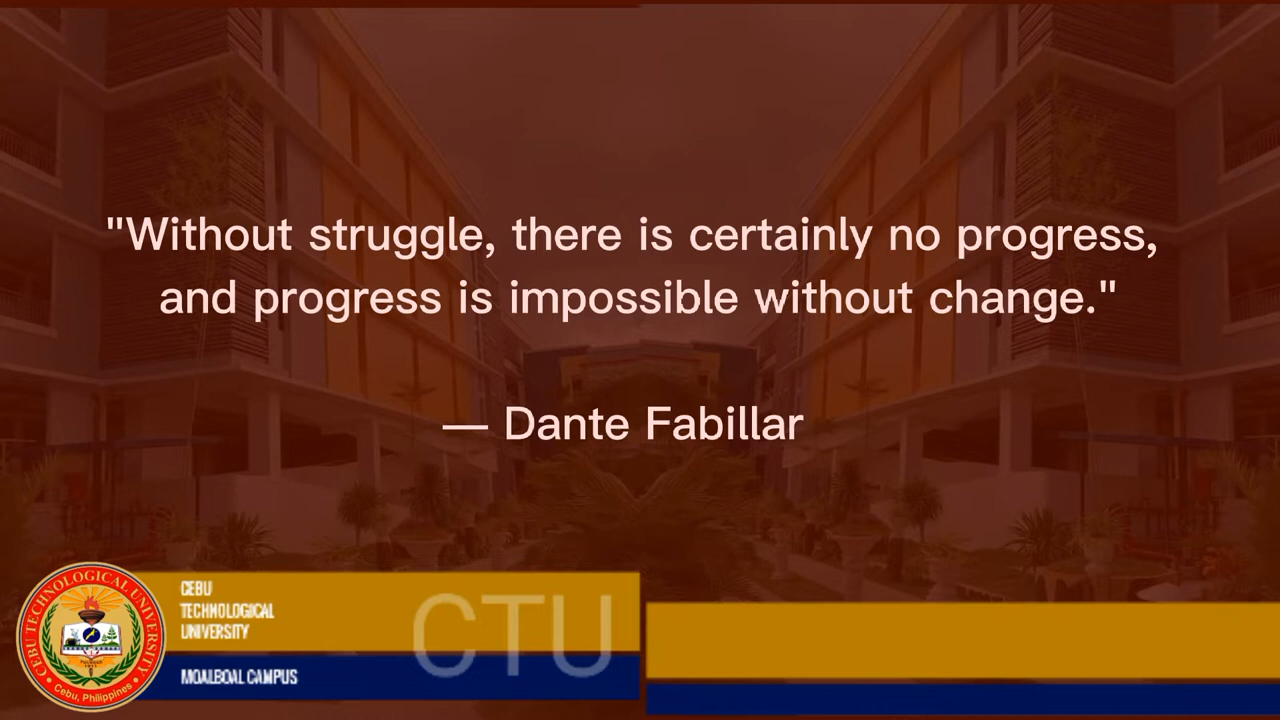 "Without struggle, there is certainly no progress,
and progress is impossible without change."
— Dante Fabillar
CEBU
TECHNOLOGICAL
UNIVERSITY
CTU
MOALBOAL CAMPUS
CEBU TECHNOLOGICAL UNIVERSITY
Cebu, Philippines